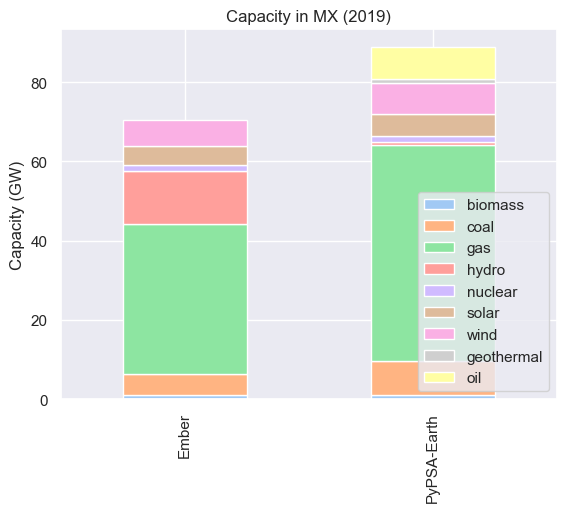 Capacity in MX (2019)
Capacity (GW)
80
60
40
20
0
biomass
coal
gas
hydro
nuclear
solar
wind
geothermal
oil
Ember
PyPSA-Earth